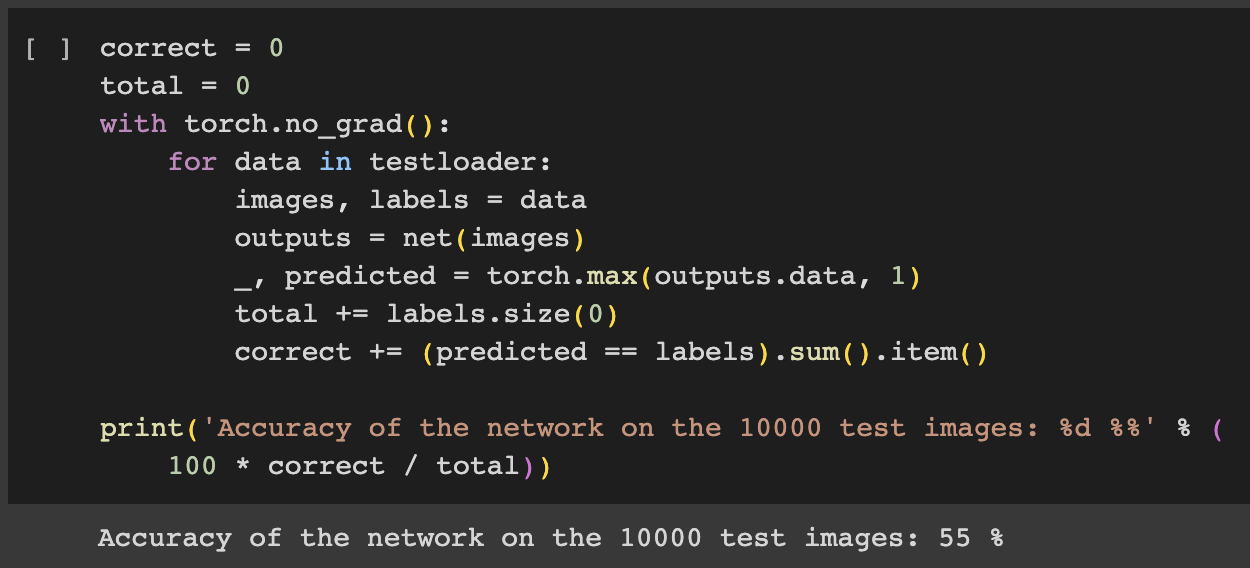 [ ] correct = 0
total = 0
with torch.no_grad():
    for data in testloader:
        images, labels = data
        outputs = net(images)
        _, predicted = torch.max(outputs.data, 1)
        total += labels.size(0)
        correct += (predicted == labels).sum().item()
print('Accuracy of the network on the 10000 test images: %d %%' % (
    100 * correct / total))
Accuracy of the network on the 10000 test images: 55 %